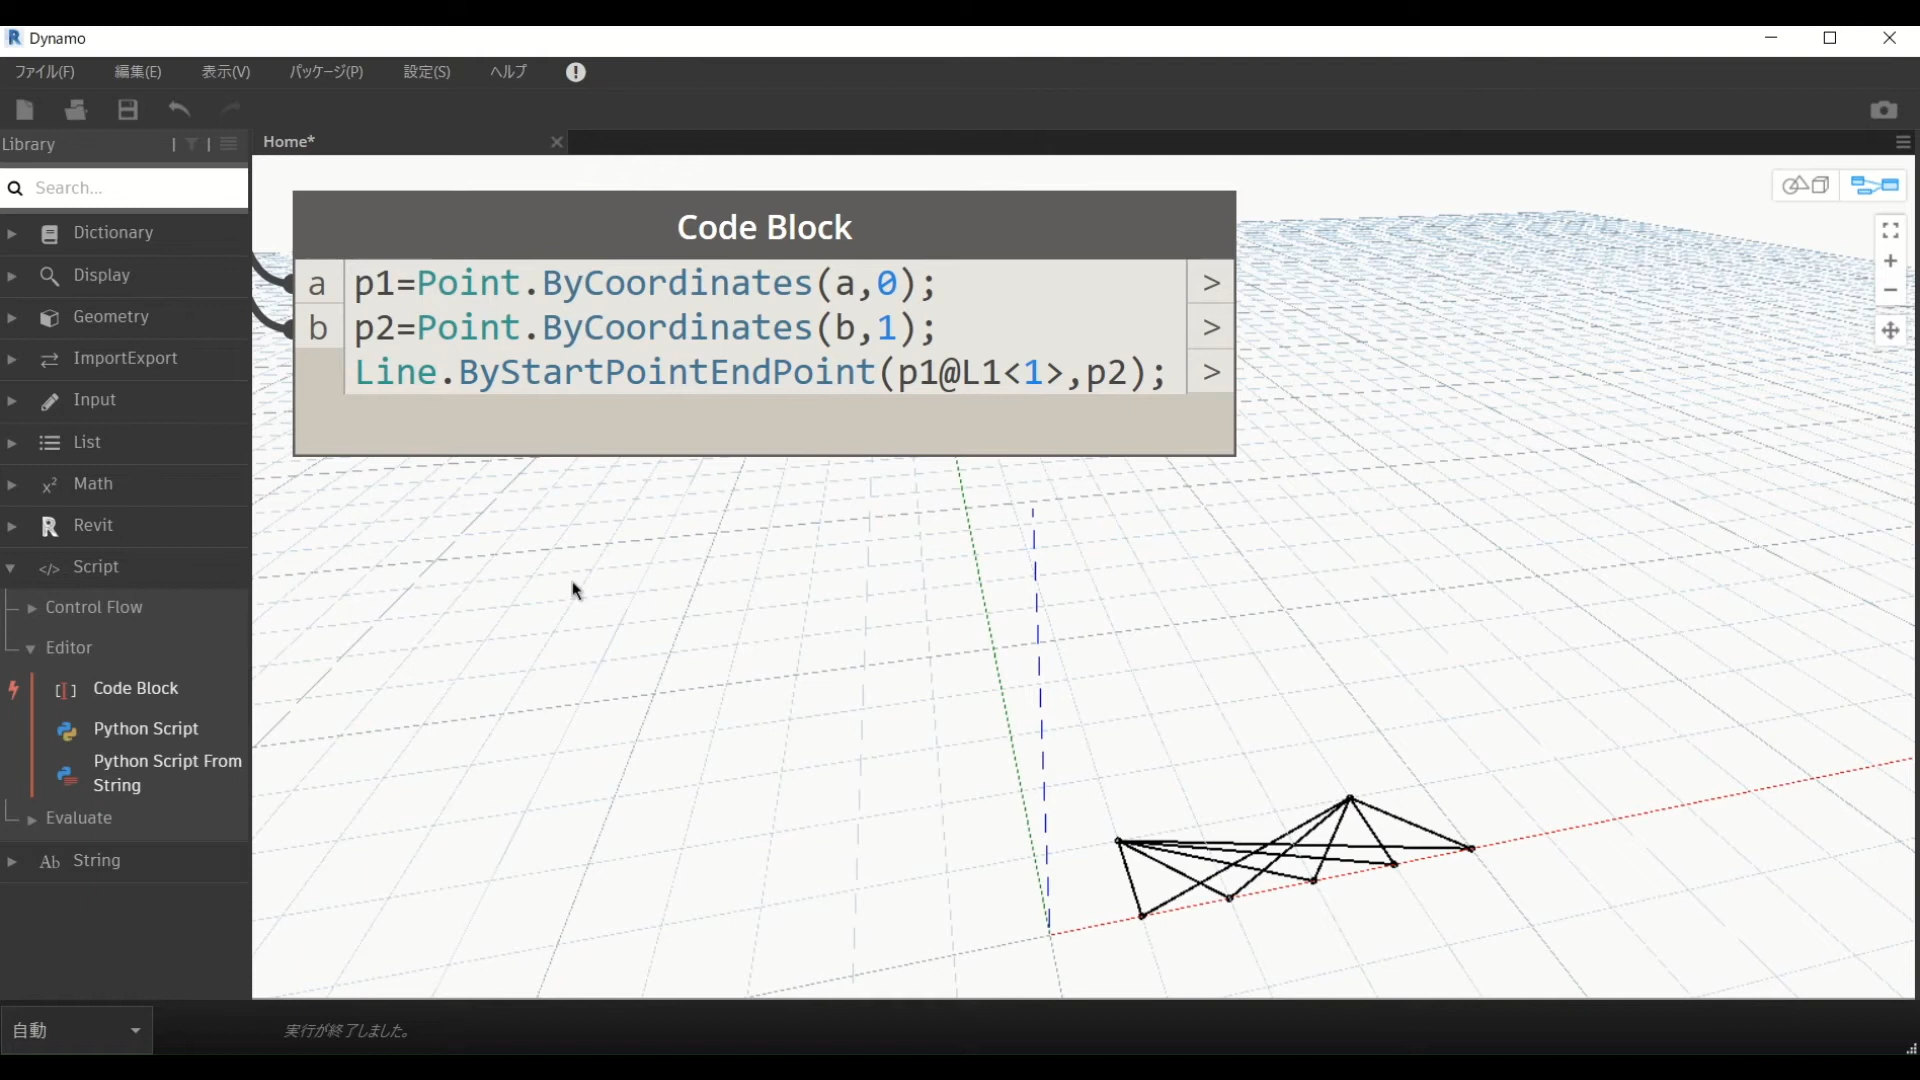 Dynamo
ファイル(F) 編集(E) 表示(V) パッケージ(P) 設定(S) ヘルプ
Library
Home*
Search...
Dictionary
Display
Geometry
ImportExport
Input
List
Math
Revit
Script
Control Flow
Editor
Code Block
Python Script
Python Script From
String
Evaluate
Ab String
Code Block
a p1=Point.ByCoordinates(a,0); >
b p2=Point.ByCoordinates(b,1); >
Line.ByStartPointEndPoint(p1@L1<1>,p2); >
自動
実行が終了しました。